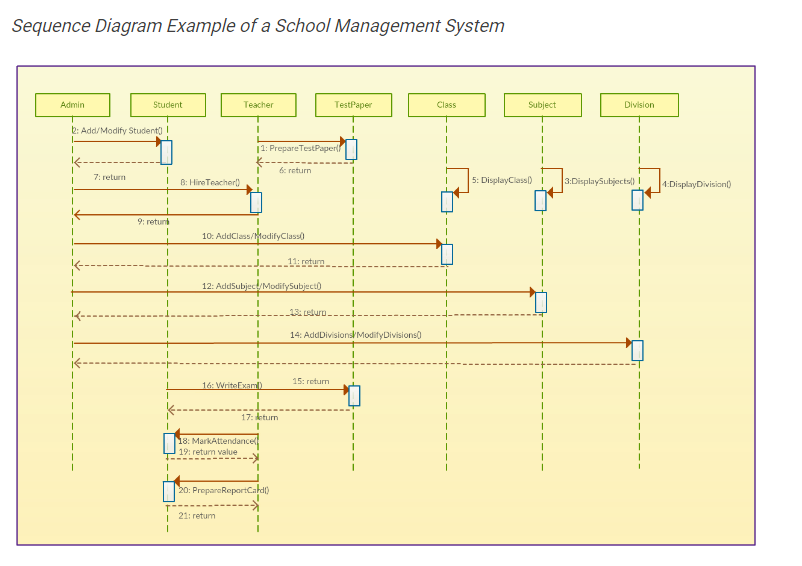 Sequence Diagram Example of a School Management System
Admin
Student
Teacher
TestPaper
Class
Subject
Division
2: Add/Modify Student()
1: PrepareTestPaper()
6: return
7: return
8: HireTeacher()
5: DisplayClass()
3:DisplaySubjects()
4:DisplayDivision()
9: return
10: AddClass/ModifyClass()
11: return
12: AddSubject/ModifySubject()
13: return
14: AddDivisions/ModifyDivisions()
15: return
16: WriteExam()
17: return
18: MarkAttendance()
19: return value
20: PrepareReportCard()
21: return